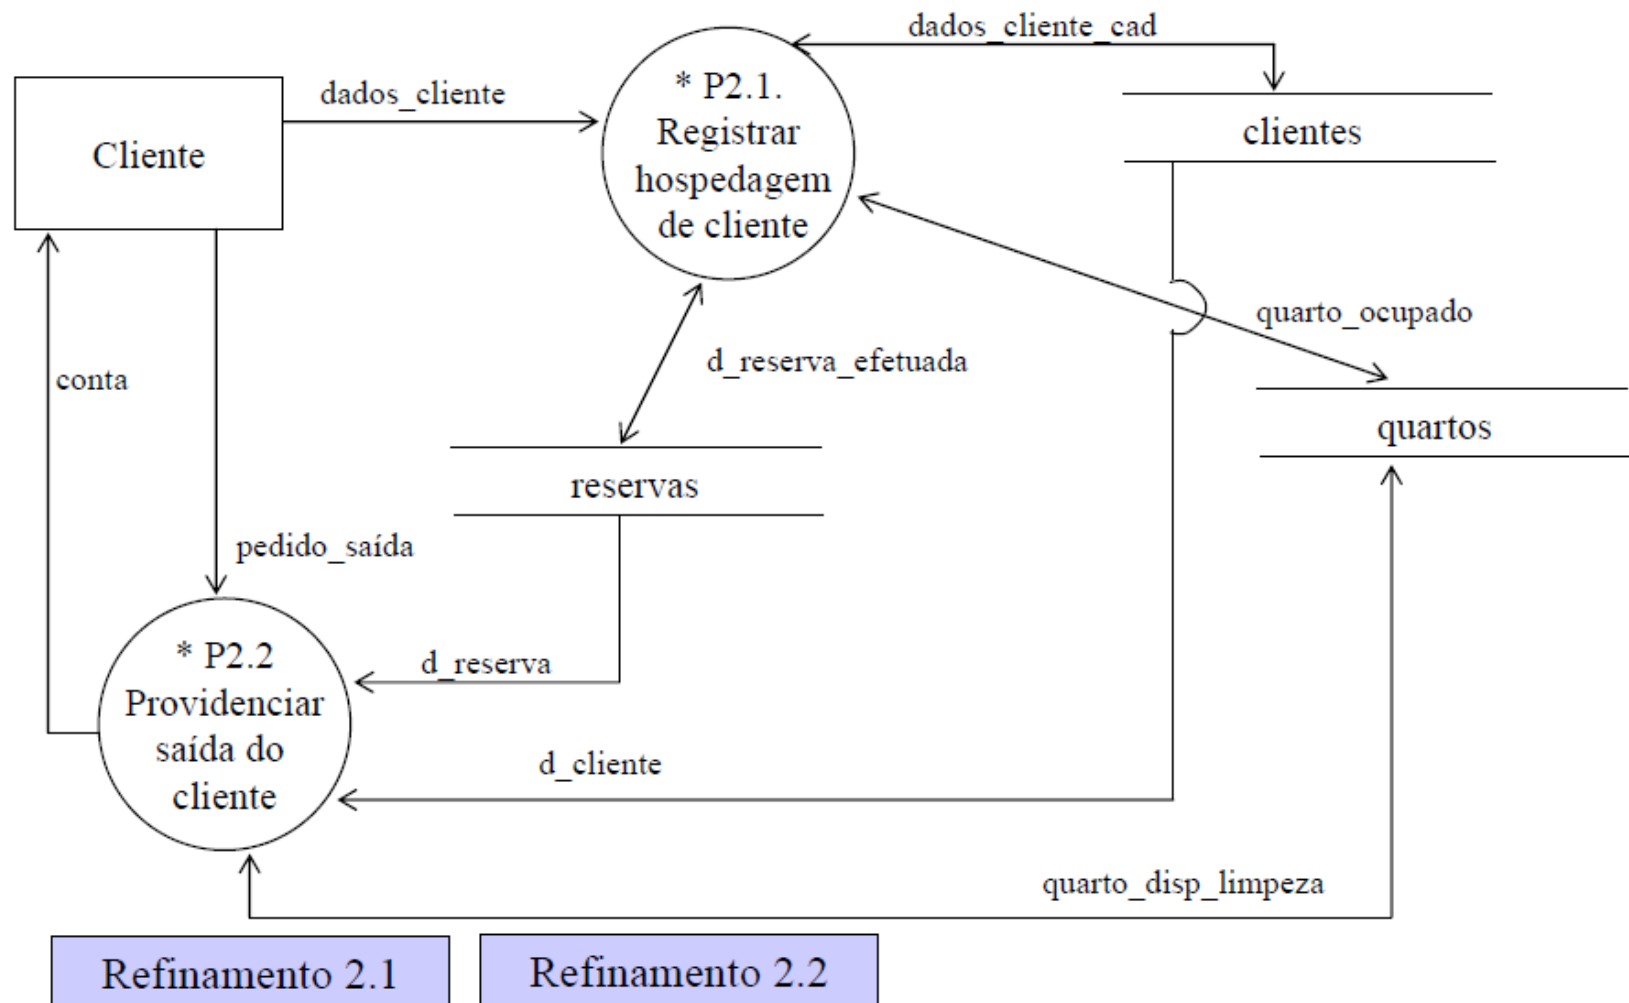 dados_cliente_cad
* P2.1.
Registrar
hospedagem
de cliente
dados_cliente
Cliente
clientes
quarto_ocupado
d_reserva_efetuada
conta
quartos
reservas
pedido_saída
* P2.2
Providenciar
saída do
cliente
d_reserva
d_cliente
quarto_disp_limpeza
Refinamento 2.1
Refinamento 2.2